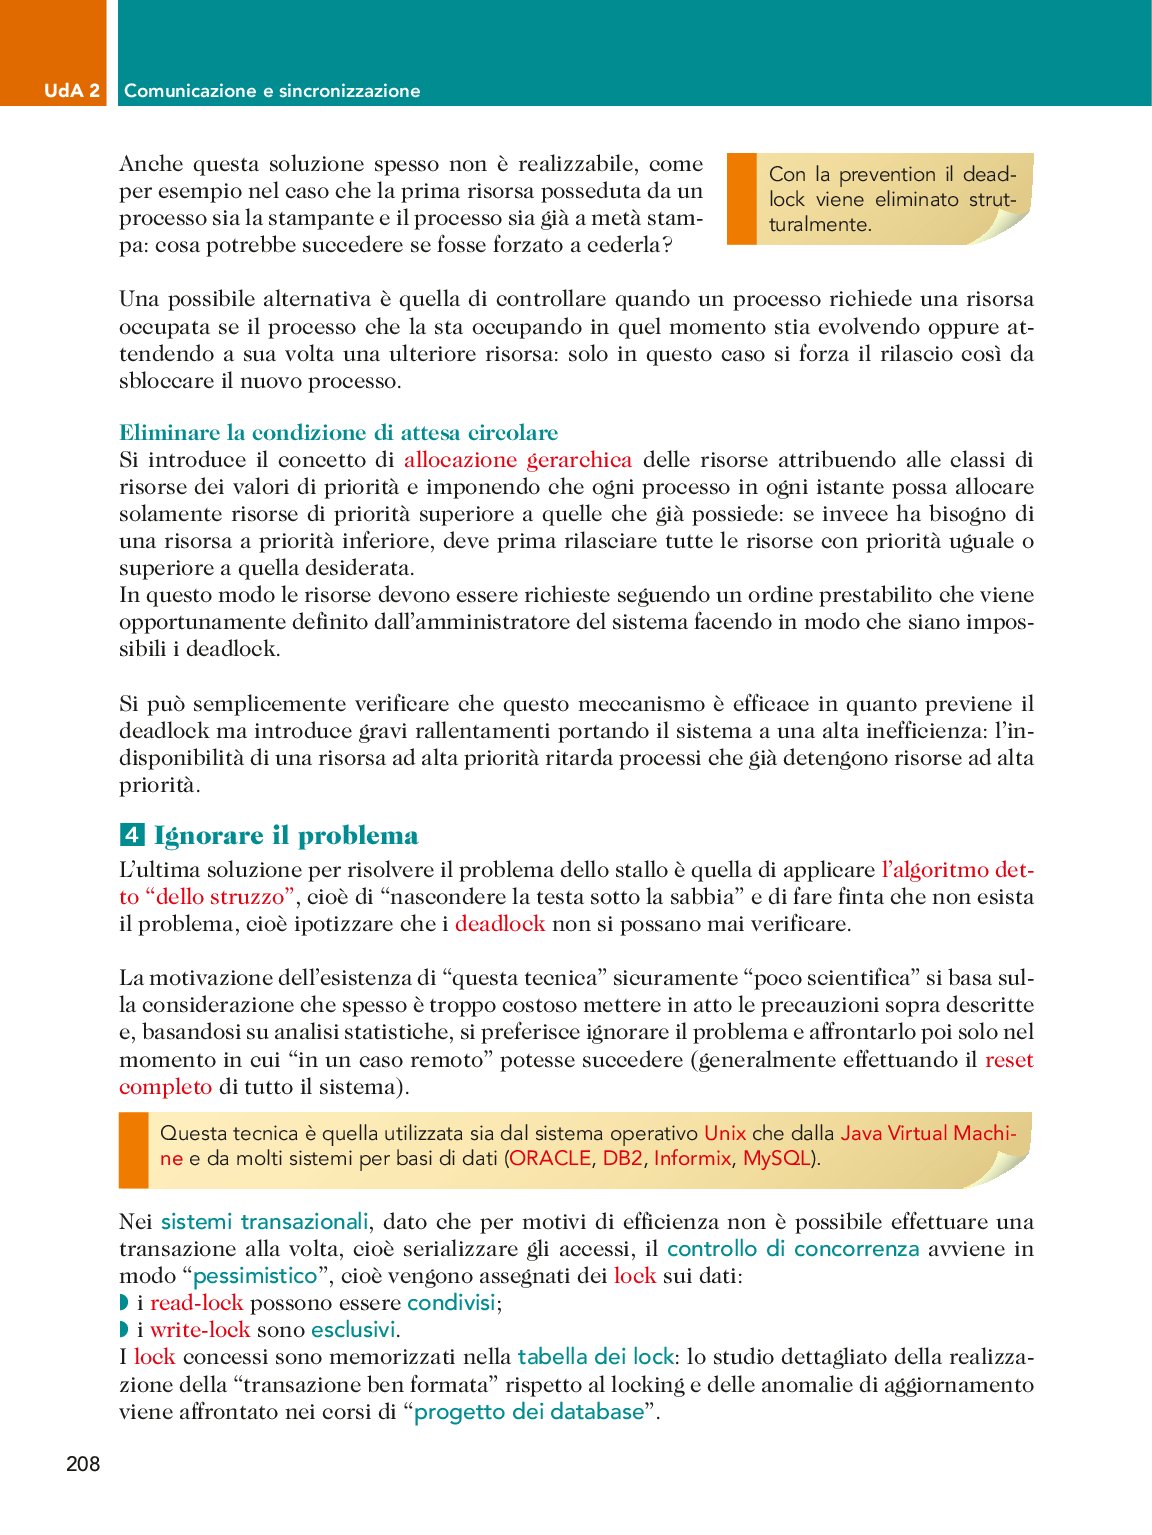 UdA 2 Comunicazione e sincronizzazione
Anche questa soluzione spesso non è realizzabile, come
per esempio nel caso che la prima risorsa posseduta da un
processo sia la stampante e il processo sia già a metà stam-
pa: cosa potrebbe succedere se fosse forzato a cederla?
Con la prevention il dead-
lock viene eliminato strut-
turalmente.
Una possibile alternativa è quella di controllare quando un processo richiede una risorsa
occupata se il processo che la sta occupando in quel momento stia evolvendo oppure at-
tendendo a sua volta una ulteriore risorsa: solo in questo caso si forza il rilascio così da
sbloccare il nuovo processo.
Eliminare la condizione di attesa circolare
Si introduce il concetto di allocazione gerarchica delle risorse attribuendo alle classi di
risorse dei valori di priorità e imponendo che ogni processo in ogni istante possa allocare
solamente risorse di priorità superiore a quelle che già possiede: se invece ha bisogno di
una risorsa a priorità inferiore, deve prima rilasciare tutte le risorse con priorità uguale o
superiore a quella desiderata.
In questo modo le risorse devono essere richieste seguendo un ordine prestabilito che viene
opportunamente definito dall'amministratore del sistema facendo in modo che siano impos-
sibili i deadlock.
Si può semplicemente verificare che questo meccanismo è efficace in quanto previene il
deadlock ma introduce gravi rallentamenti portando il sistema a una alta inefficienza: l'in-
disponibilità di una risorsa ad alta priorità ritarda processi che già detengono risorse ad alta
priorità.
4 Ignorare il problema
L'ultima soluzione per risolvere il problema dello stallo è quella di applicare l'algoritmo det-
to "dello struzzo", cioè di "nascondere la testa sotto la sabbia" e di fare finta che non esista
il problema, cioè ipotizzare che i deadlock non si possano mai verificare.
La motivazione dell'esistenza di "questa tecnica" sicuramente "poco scientifica" si basa sul-
la considerazione che spesso è troppo costoso mettere in atto le precauzioni sopra descritte
e, basandosi su analisi statistiche, si preferisce ignorare il problema e affrontarlo poi solo nel
momento in cui "in un caso remoto" potesse succedere (generalmente effettuando il reset
completo di tutto il sistema).
Questa tecnica è quella utilizzata sia dal sistema operativo Unix che dalla Java Virtual Machi-
ne e da molti sistemi per basi di dati (ORACLE, DB2, Informix, MySQL).
Nei sistemi transazionali, dato che per motivi di efficienza non è possibile effettuare una
transazione alla volta, cioè serializzare gli accessi, il controllo di concorrenza avviene in
modo "pessimistico", cioè vengono assegnati dei lock sui dati:
◗ i read-lock possono essere condivisi;
◗ i write-lock sono esclusivi.
I lock concessi sono memorizzati nella tabella dei lock: lo studio dettagliato della realizza-
zione della "transazione ben formata" rispetto al locking e delle anomalie di aggiornamento
viene affrontato nei corsi di "progetto dei database".
208